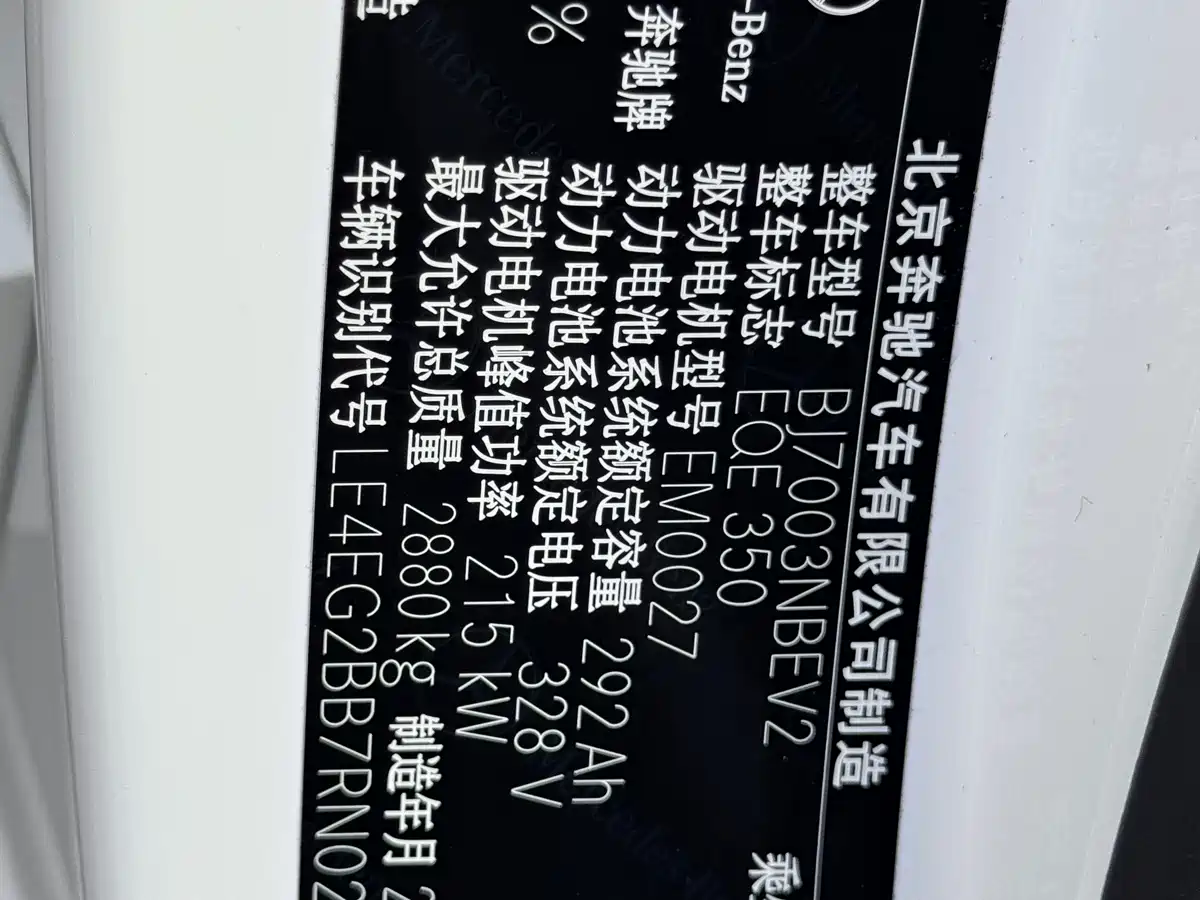 北京奔驰汽车有限公司制造
-Benz 整车型号 BJ7003NBEV2
整车标志 EQE 350 乘
奔驰牌 驱动电机型号 EM0027
动力电池系统额定容量 292Ah
动力电池系统额定电压 328V
% 驱动电机峰值功率 215 kW
最大允许总质量 2880kg 制造年月 2
造 车辆识别代号 LE4EG2BB7RN02